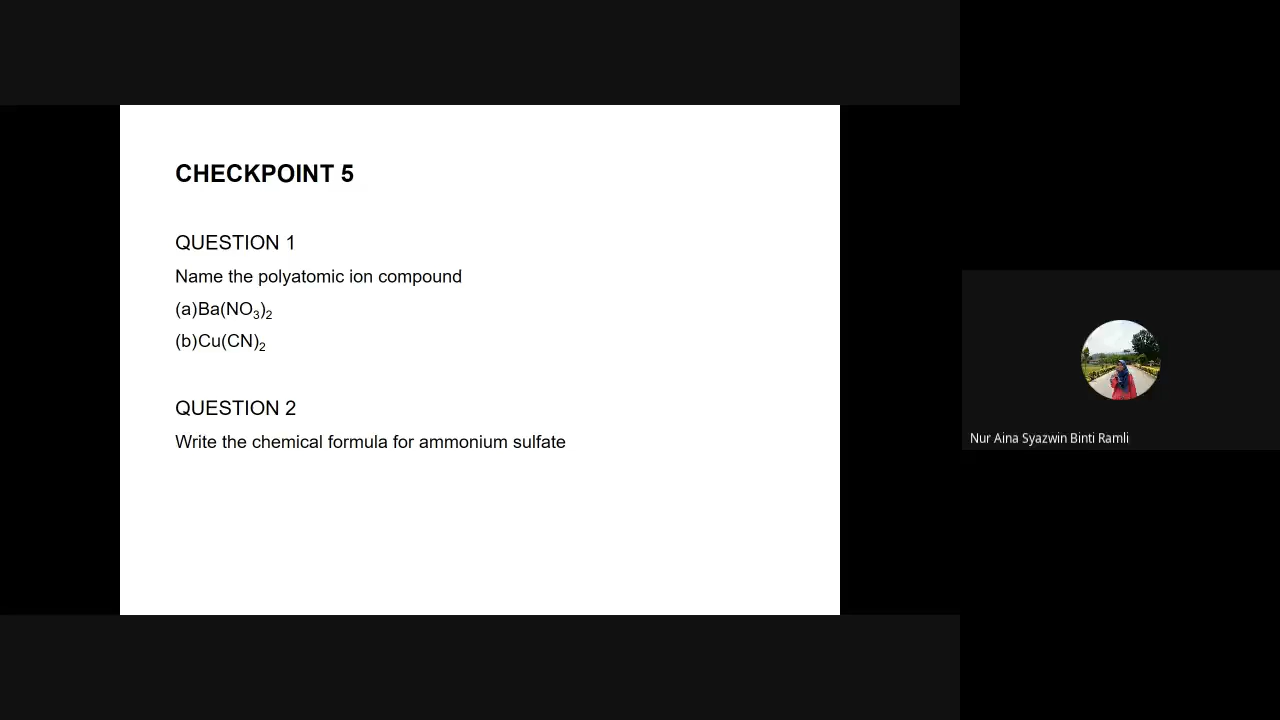 CHECKPOINT 5
QUESTION 1
Name the polyatomic ion compound
(a)Ba(NO₃)₂
(b)Cu(CN)₂
QUESTION 2
Write the chemical formula for ammonium sulfate
Nur Aina Syazwin Binti Ramli